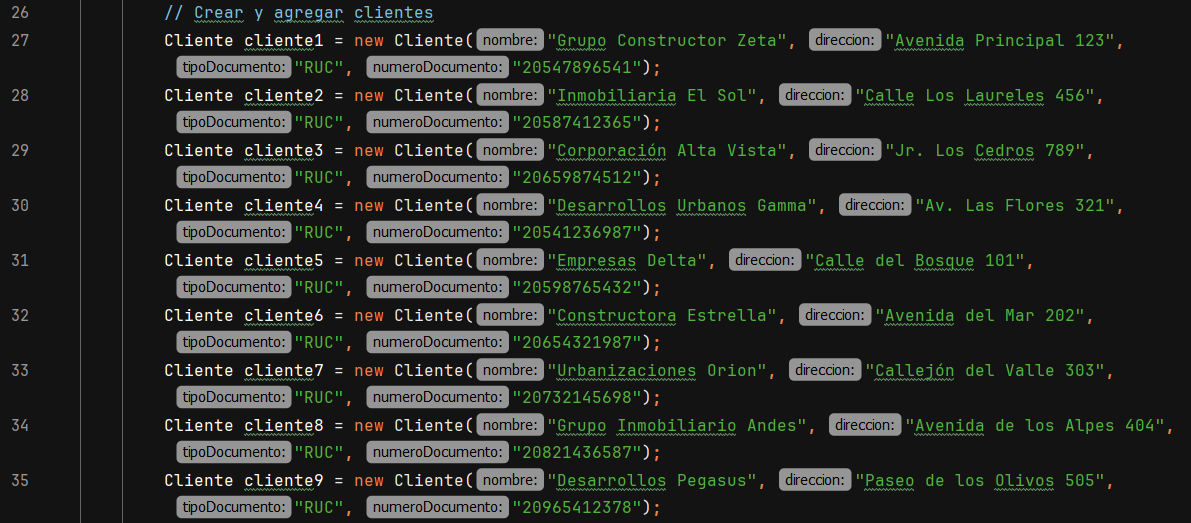 26 // Crear y agregar clientes
27 Cliente cliente1 = new Cliente( nombre: "Grupo Constructor Zeta", direccion: "Avenida Principal 123",
tipoDocumento: "RUC", numeroDocumento: "20547896541");
28 Cliente cliente2 = new Cliente( nombre: "Inmobiliaria El Sol", direccion: "Calle Los Laureles 456",
tipoDocumento: "RUC", numeroDocumento: "20587412365");
29 Cliente cliente3 = new Cliente( nombre: "Corporación Alta Vista", direccion: "Jr. Los Cedros 789",
tipoDocumento: "RUC", numeroDocumento: "20659874512");
30 Cliente cliente4 = new Cliente( nombre: "Desarrollos Urbanos Gamma", direccion: "Av. Las Flores 321",
tipoDocumento: "RUC", numeroDocumento: "20541236987");
31 Cliente cliente5 = new Cliente( nombre: "Empresas Delta", direccion: "Calle del Bosque 101",
tipoDocumento: "RUC", numeroDocumento: "20598765432");
32 Cliente cliente6 = new Cliente( nombre: "Constructora Estrella", direccion: "Avenida del Mar 202",
tipoDocumento: "RUC", numeroDocumento: "20654321987");
33 Cliente cliente7 = new Cliente( nombre: "Urbanizaciones Orion", direccion: "Callejón del Valle 303",
tipoDocumento: "RUC", numeroDocumento: "20732145698");
34 Cliente cliente8 = new Cliente( nombre: "Grupo Inmobiliario Andes", direccion: "Avenida de los Alpes 404",
tipoDocumento: "RUC", numeroDocumento: "20821436587");
35 Cliente cliente9 = new Cliente( nombre: "Desarrollos Pegasus", direccion: "Paseo de los Olivos 505",
tipoDocumento: "RUC", numeroDocumento: "20965412378");